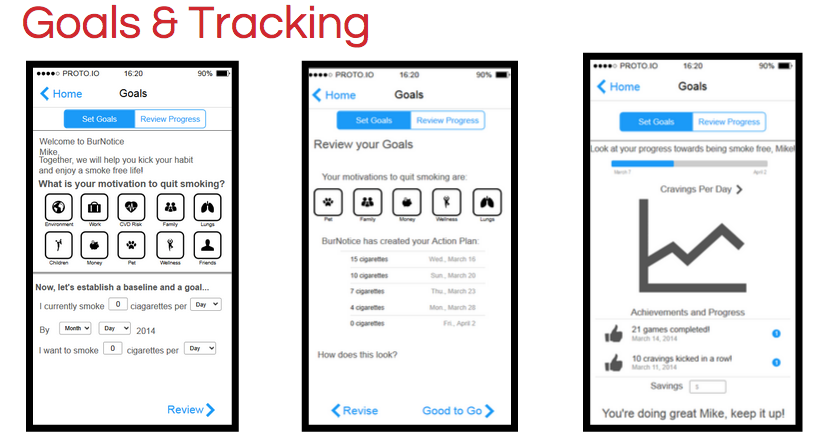 Goals & Tracking
PROTO.IO 16:20 90%
Home Goals
Set Goals Review Progress
Welcome to BurNotice
Mike,
Together, we will help you kick your habit
and enjoy a smoke free life!
What is your motivation to quit smoking?
Environment Work CVD Risk Family Lungs
Children Money Pet Wellness Friends
Now, let's establish a baseline and a goal...
I currently smoke 0 ciagarettes per Day
By Month Day 2014
I want to smoke 0 cigarettes per Day
Review
PROTO.IO 16:20 90%
Home Goals
Set Goals Review Progress
Review your Goals
Your motivations to quit smoking are:
Pet Family Money Wellness Lungs
BurNotice has created your Action Plan:
15 cigarettes Wed, March 16
10 cigarettes Sun, March 20
7 cigarettes Thu, March 23
4 cigarettes Mon, March 28
0 cigarettes Fri, April 2
How does this look?
Revise Good to Go
PROTO.IO 16:20 90%
Home Goals
Set Goals Review Progress
Look at your progress towards being smoke free, Mike!
March 7 April 2
Cravings Per Day
Achievements and Progress
21 games completed!
March 14, 2014
10 cravings kicked in a row!
March 11, 2014
Savings
You're doing great Mike, keep it up!